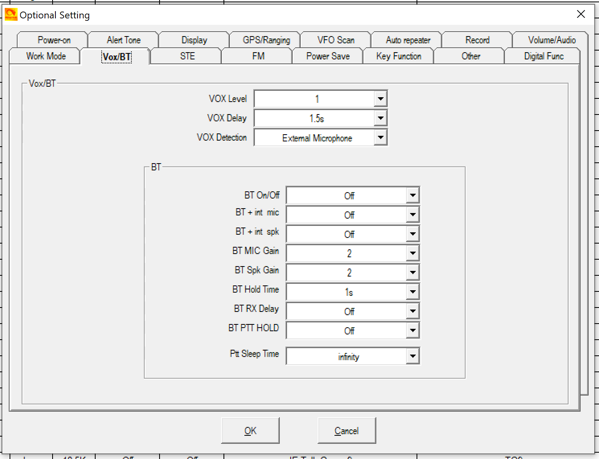 Optional Setting
Power-on Alert Tone Display GPS/Ranging VFO Scan Auto repeater Record Volume/Audio
Work Mode Vox/BT STE FM Power Save Key Function Other Digital Func
Vox/BT
VOX Level 1
VOX Delay 1.5s
VOX Detection External Microphone
BT
BT On/Off Off
BT + int mic Off
BT + int spk Off
BT MIC Gain 2
BT Spk Gain 2
BT Hold Time 1s
BT RX Delay Off
BT PTT HOLD Off
Ptt Sleep Time infinity
OK Cancel